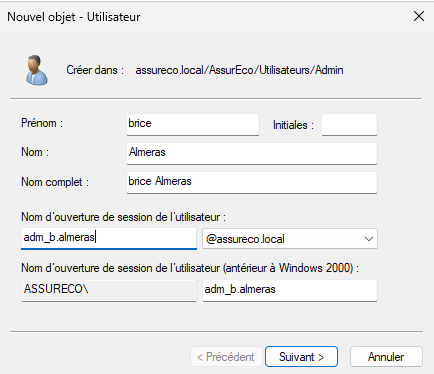 Nouvel objet - Utilisateur
Créer dans : assureco.local/AssurEco/Utilisateurs/Admin
Prénom : brice Initiales :
Nom : Almeras
Nom complet : brice Almeras
Nom d'ouverture de session de l'utilisateur :
adm_b.almeras @assureco.local
Nom d'ouverture de session de l'utilisateur (antérieur à Windows 2000) :
ASSURECO\ adm_b.almeras
< Précédent Suivant > Annuler